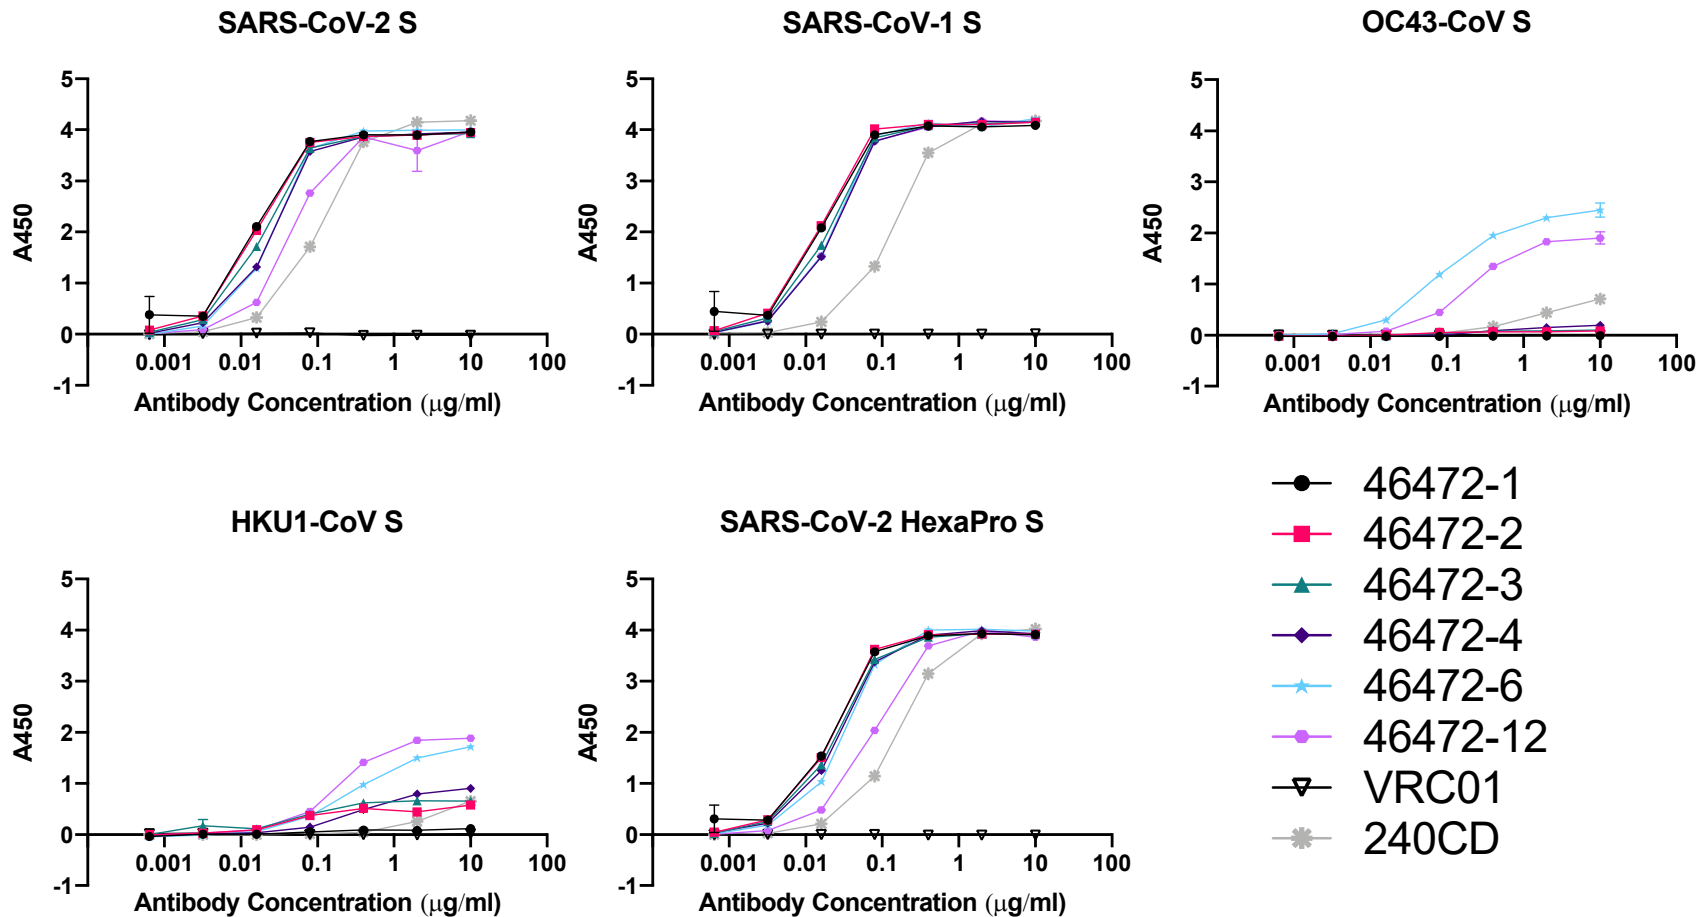 SARS-CoV-2 S
5
4
3
2
1
0
-1
A450
0.001 0.01 0.1 1 10 100
Antibody Concentration (μg/ml)
SARS-CoV-1 S
5
4
3
2
1
0
-1
A450
0.001 0.01 0.1 1 10 100
Antibody Concentration (μg/ml)
OC43-CoV S
5
4
3
2
1
0
-1
A450
0.001 0.01 0.1 1 10 100
Antibody Concentration (μg/ml)
HKU1-CoV S
5
4
3
2
1
0
-1
A450
0.001 0.01 0.1 1 10 100
Antibody Concentration (μg/ml)
SARS-CoV-2 HexaPro S
5
4
3
2
1
0
-1
A450
0.001 0.01 0.1 1 10 100
Antibody Concentration (μg/ml)
46472-1
46472-2
46472-3
46472-4
46472-6
46472-12
VRC01
240CD